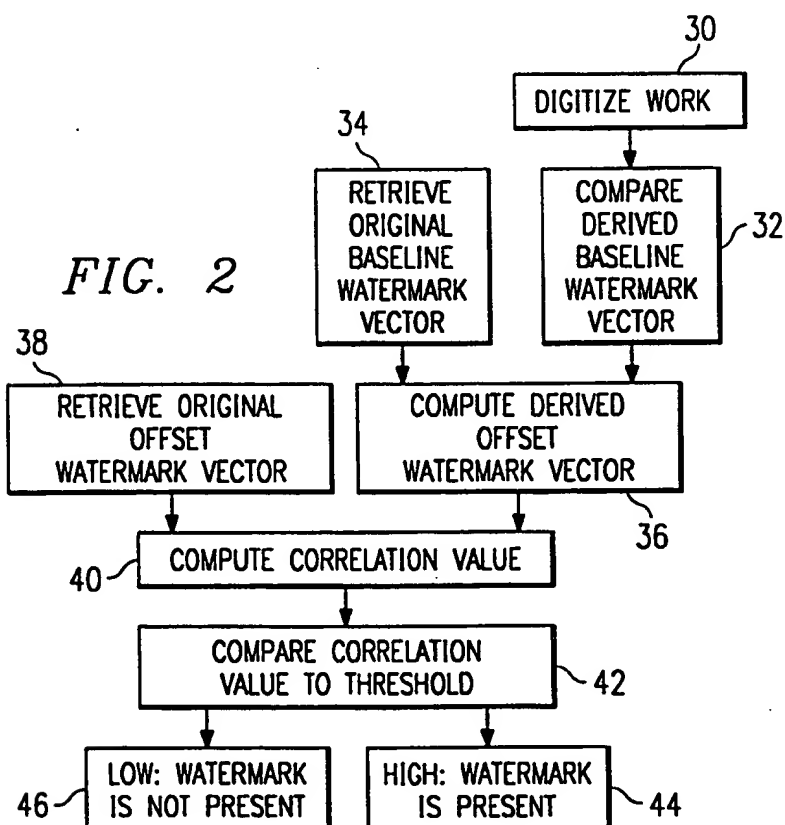 30
DIGITIZE WORK
34
RETRIEVE
ORIGINAL
BASELINE
WATERMARK
VECTOR
COMPARE
DERIVED
BASELINE
WATERMARK
VECTOR
32
FIG. 2
38
RETRIEVE ORIGINAL
OFFSET
WATERMARK VECTOR
COMPUTE DERIVED
OFFSET
WATERMARK VECTOR
36
40
COMPUTE CORRELATION VALUE
COMPARE CORRELATION
VALUE TO THRESHOLD
42
46
LOW: WATERMARK
IS NOT PRESENT
HIGH: WATERMARK
IS PRESENT
44